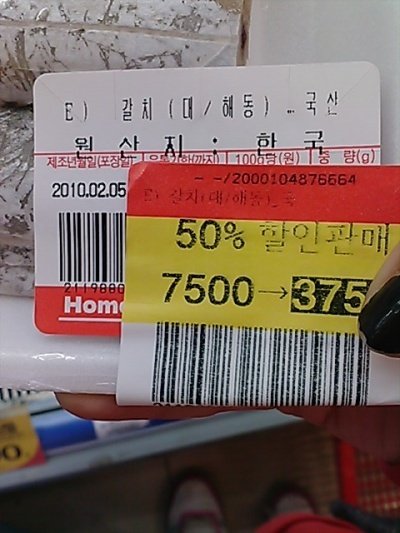 E) 갈치(대/해동)_국산
원산지: 한국
제조년월일(포장일) 유통기한(까지) 100g당(원) 중 량(g)
2010.02.05
--/2000104876664
E) 갈치(대/해동)_국
50% 할인판매
7500→375
Home